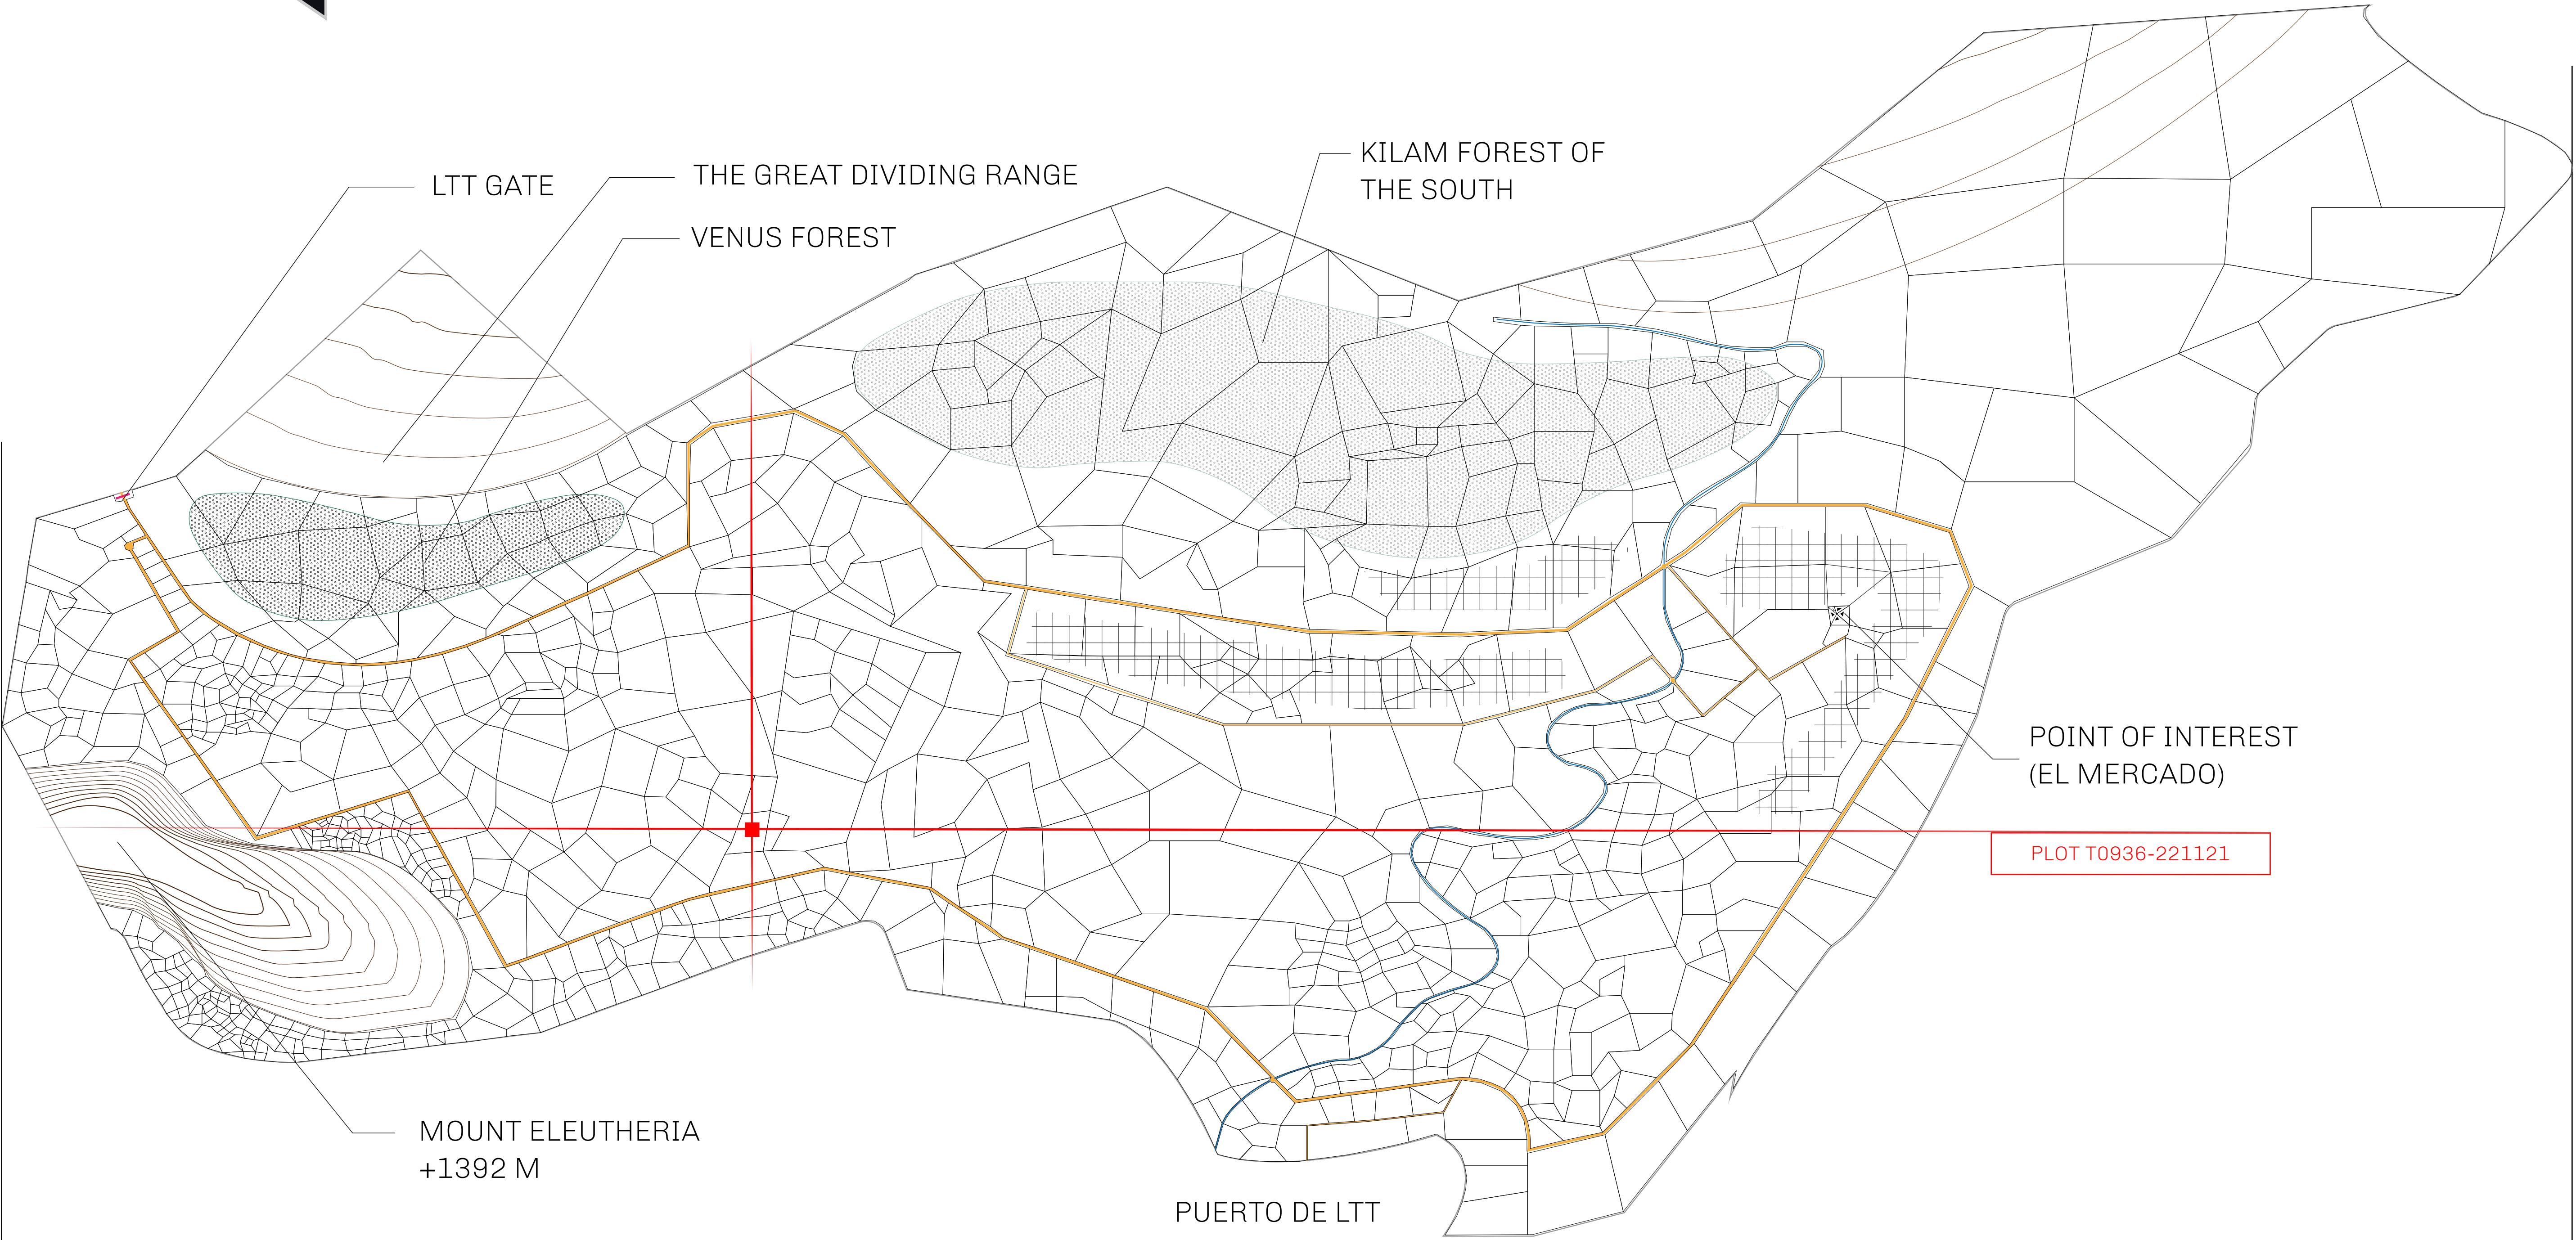 KILAM FOREST OF
THE SOUTH
THE GREAT DIVIDING RANGE
LTT GATE
VENUS FOREST
POINT OF INTEREST
(EL MERCADO)
PLOT T0936-221121
MOUNT ELEUTHERIA
+1392 M
PUERTO DE LTT